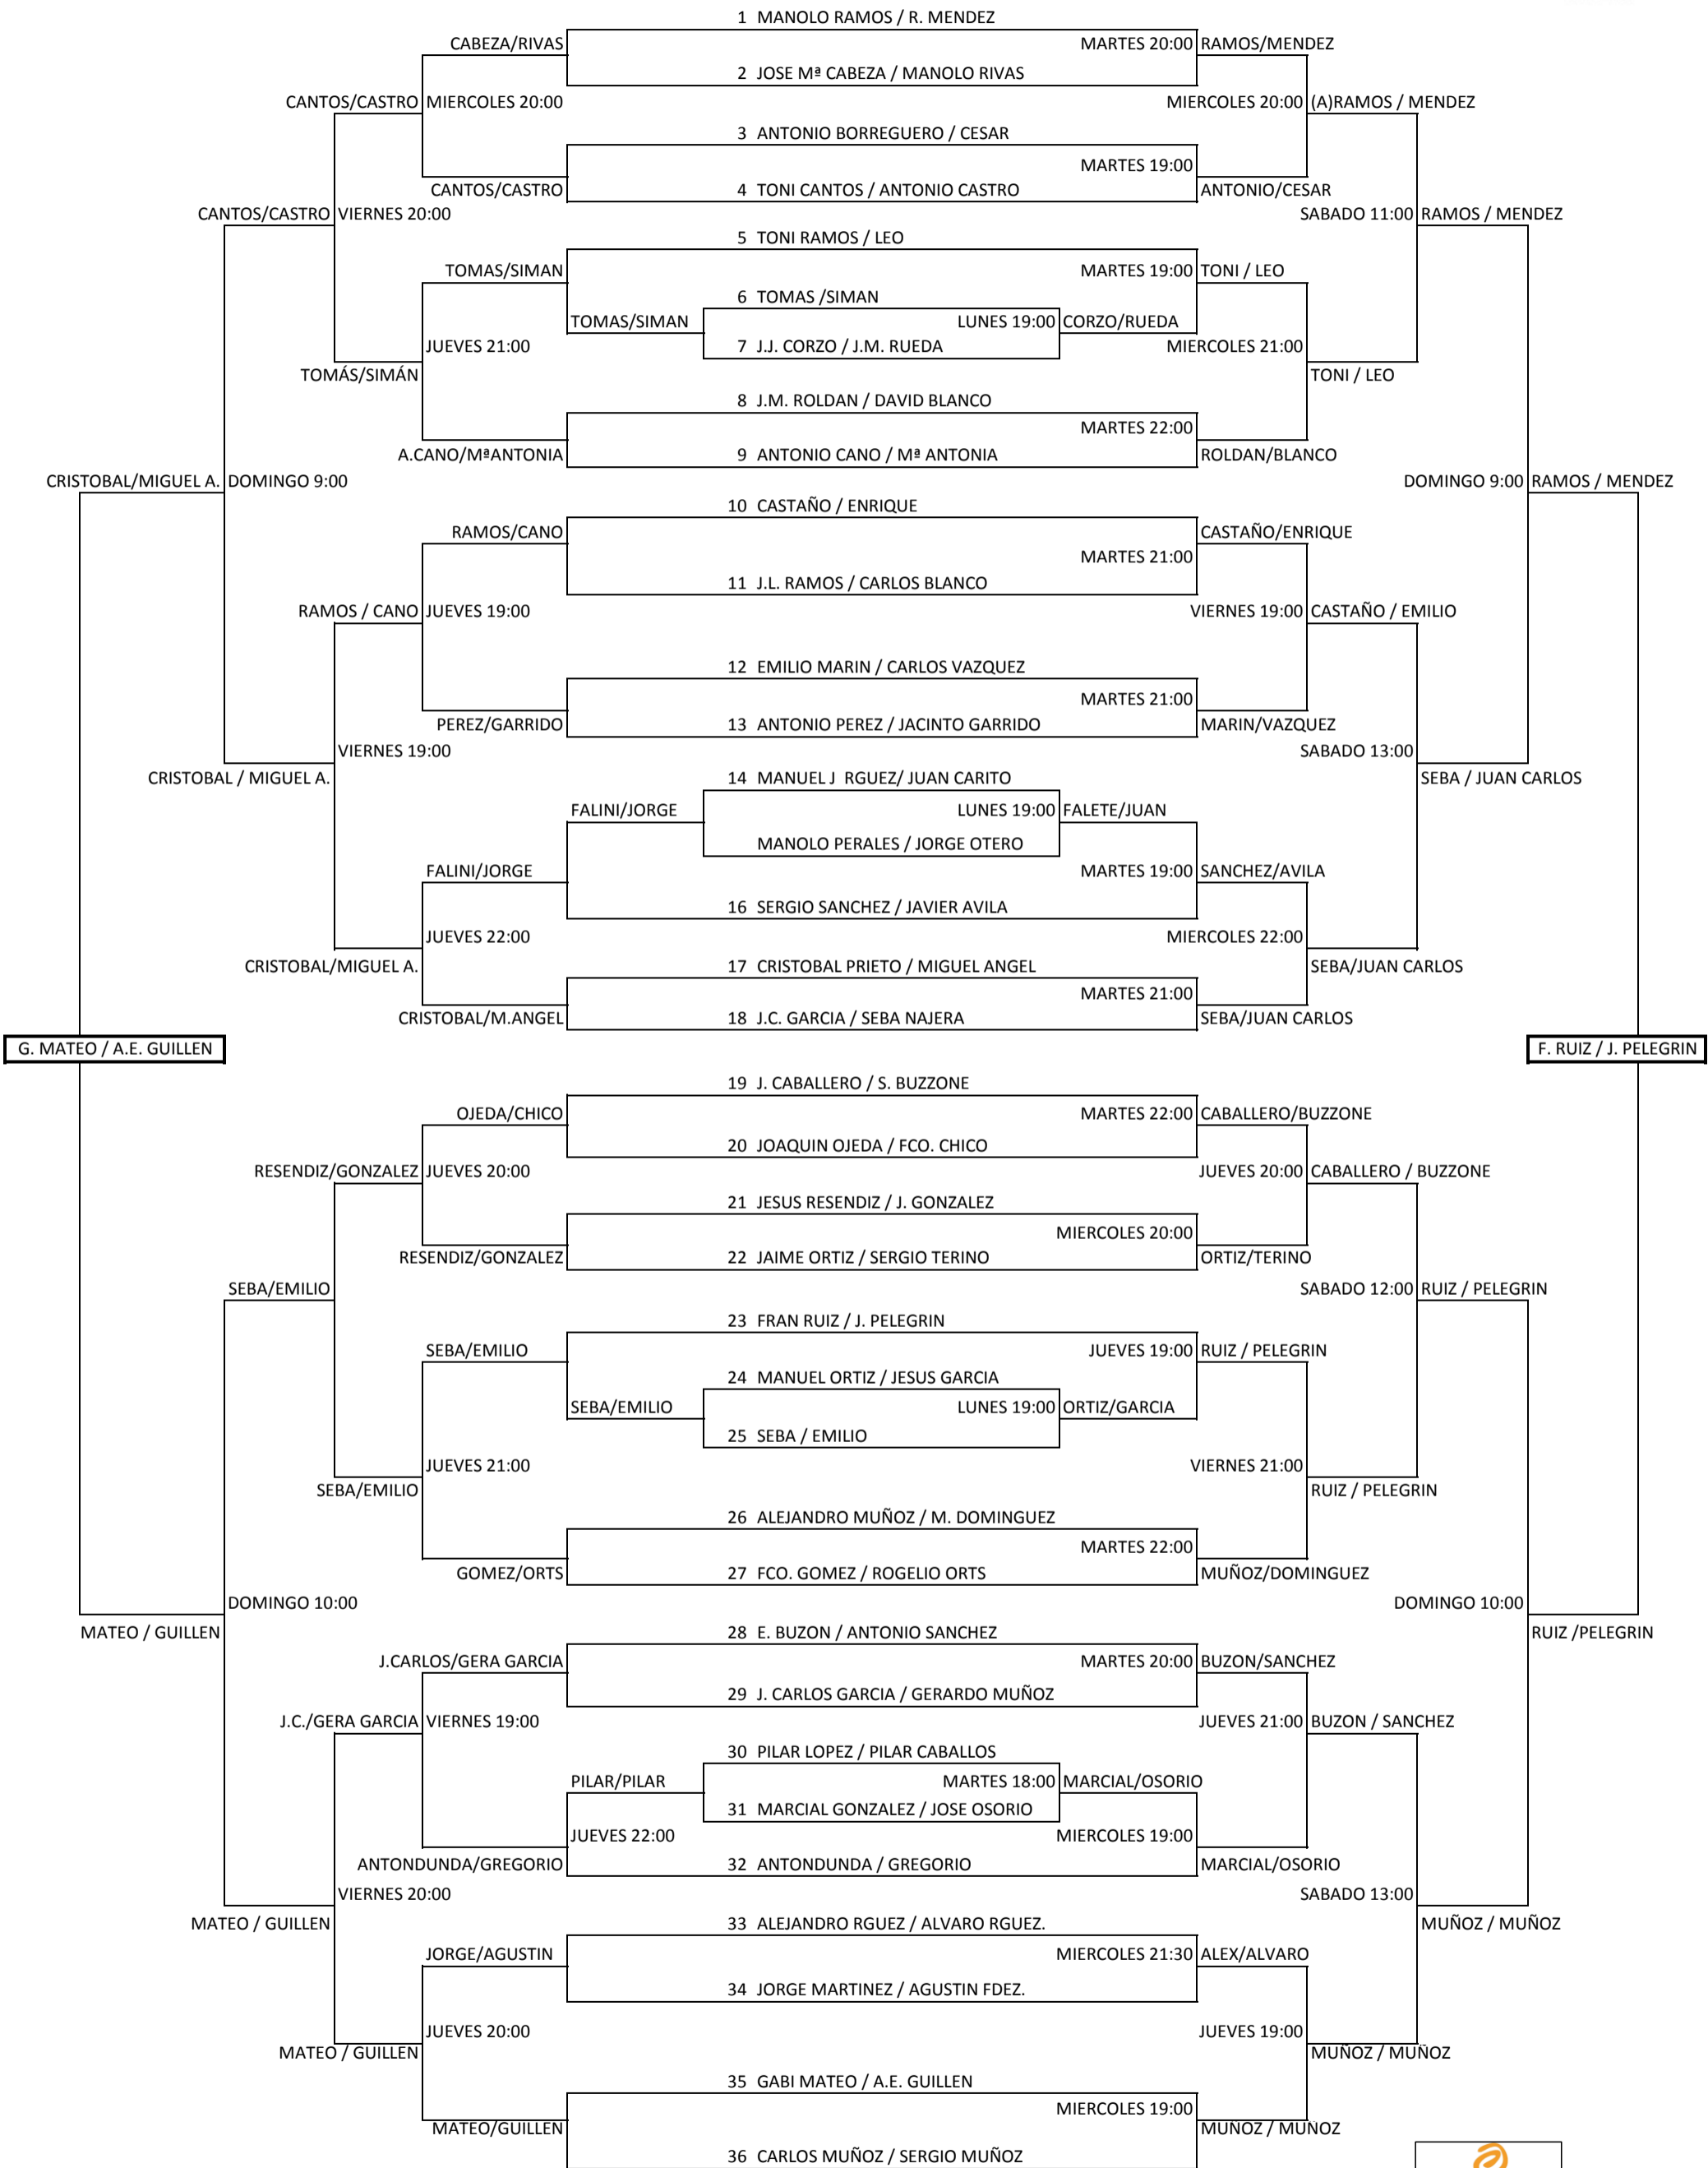 1 MANOLO RAMOS / R. MENDEZ
CABEZA/RIVAS MARTES 20:00 RAMOS/MENDEZ
2 JOSE Mª CABEZA / MANOLO RIVAS
CANTOS/CASTRO MIERCOLES 20:00 MIERCOLES 20:00 (A)RAMOS / MENDEZ
3 ANTONIO BORREGUERO / CESAR
MARTES 19:00
CANTOS/CASTRO 4 TONI CANTOS / ANTONIO CASTRO ANTONIO/CESAR
CANTOS/CASTRO VIERNES 20:00 SABADO 11:00 RAMOS / MENDEZ
5 TONI RAMOS / LEO
TOMAS/SIMAN MARTES 19:00 TONI / LEO
6 TOMAS /SIMAN
TOMAS/SIMAN LUNES 19:00 CORZO/RUEDA
JUEVES 21:00 7 J.J. CORZO / J.M. RUEDA MIERCOLES 21:00
TOMÁS/SIMÁN TONI / LEO
8 J.M. ROLDAN / DAVID BLANCO
MARTES 22:00
A.CANO/MªANTONIA 9 ANTONIO CANO / Mª ANTONIA ROLDAN/BLANCO
CRISTOBAL/MIGUEL A. DOMINGO 9:00 DOMINGO 9:00 RAMOS / MENDEZ
10 CASTAÑO / ENRIQUE
RAMOS/CANO CASTAÑO/ENRIQUE
MARTES 21:00
11 J.L. RAMOS / CARLOS BLANCO
RAMOS / CANO JUEVES 19:00 VIERNES 19:00 CASTAÑO / EMILIO
12 EMILIO MARIN / CARLOS VAZQUEZ
MARTES 21:00
PEREZ/GARRIDO 13 ANTONIO PEREZ / JACINTO GARRIDO MARIN/VAZQUEZ
VIERNES 19:00 SABADO 13:00
CRISTOBAL / MIGUEL A. 14 MANUEL J RGUEZ/ JUAN CARITO SEBA / JUAN CARLOS
FALINI/JORGE LUNES 19:00 FALETE/JUAN
MANOLO PERALES / JORGE OTERO
FALINI/JORGE MARTES 19:00 SANCHEZ/AVILA
16 SERGIO SANCHEZ / JAVIER AVILA
JUEVES 22:00 MIERCOLES 22:00
CRISTOBAL/MIGUEL A. 17 CRISTOBAL PRIETO / MIGUEL ANGEL SEBA/JUAN CARLOS
MARTES 21:00
CRISTOBAL/M.ANGEL 18 J.C. GARCIA / SEBA NAJERA SEBA/JUAN CARLOS
G. MATEO / A.E. GUILLEN F. RUIZ / J. PELEGRIN
19 J. CABALLERO / S. BUZZONE
OJEDA/CHICO MARTES 22:00 CABALLERO/BUZZONE
20 JOAQUIN OJEDA / FCO. CHICO
RESENDIZ/GONZALEZ JUEVES 20:00 JUEVES 20:00 CABALLERO / BUZZONE
21 JESUS RESENDIZ / J. GONZALEZ
MIERCOLES 20:00
RESENDIZ/GONZALEZ 22 JAIME ORTIZ / SERGIO TERINO ORTIZ/TERINO
SEBA/EMILIO SABADO 12:00 RUIZ / PELEGRIN
23 FRAN RUIZ / J. PELEGRIN
SEBA/EMILIO JUEVES 19:00 RUIZ / PELEGRIN
24 MANUEL ORTIZ / JESUS GARCIA
SEBA/EMILIO LUNES 19:00 ORTIZ/GARCIA
25 SEBA / EMILIO
JUEVES 21:00 VIERNES 21:00
SEBA/EMILIO RUIZ / PELEGRIN
26 ALEJANDRO MUÑOZ / M. DOMINGUEZ
MARTES 22:00
GOMEZ/ORTS 27 FCO. GOMEZ / ROGELIO ORTS MUÑOZ/DOMINGUEZ
DOMINGO 10:00 DOMINGO 10:00
MATEO / GUILLEN 28 E. BUZON / ANTONIO SANCHEZ RUIZ /PELEGRIN
J.CARLOS/GERA GARCIA MARTES 20:00 BUZON/SANCHEZ
29 J. CARLOS GARCIA / GERARDO MUÑOZ
J.C./GERA GARCIA VIERNES 19:00 JUEVES 21:00 BUZON / SANCHEZ
30 PILAR LOPEZ / PILAR CABALLOS
PILAR/PILAR MARTES 18:00 MARCIAL/OSORIO
31 MARCIAL GONZALEZ / JOSE OSORIO
JUEVES 22:00 MIERCOLES 19:00
ANTONDUNDA/GREGORIO 32 ANTONDUNDA / GREGORIO MARCIAL/OSORIO
VIERNES 20:00 SABADO 13:00
MATEO / GUILLEN 33 ALEJANDRO RGUEZ / ALVARO RGUEZ. MUÑOZ / MUÑOZ
JORGE/AGUSTIN MIERCOLES 21:30 ALEX/ALVARO
34 JORGE MARTINEZ / AGUSTIN FDEZ.
JUEVES 20:00 JUEVES 19:00
MATEO / GUILLEN MUÑOZ / MUÑOZ
35 GABI MATEO / A.E. GUILLEN
MIERCOLES 19:00
MATEO/GUILLEN MUÑOZ / MUÑOZ
36 CARLOS MUÑOZ / SERGIO MUÑOZ